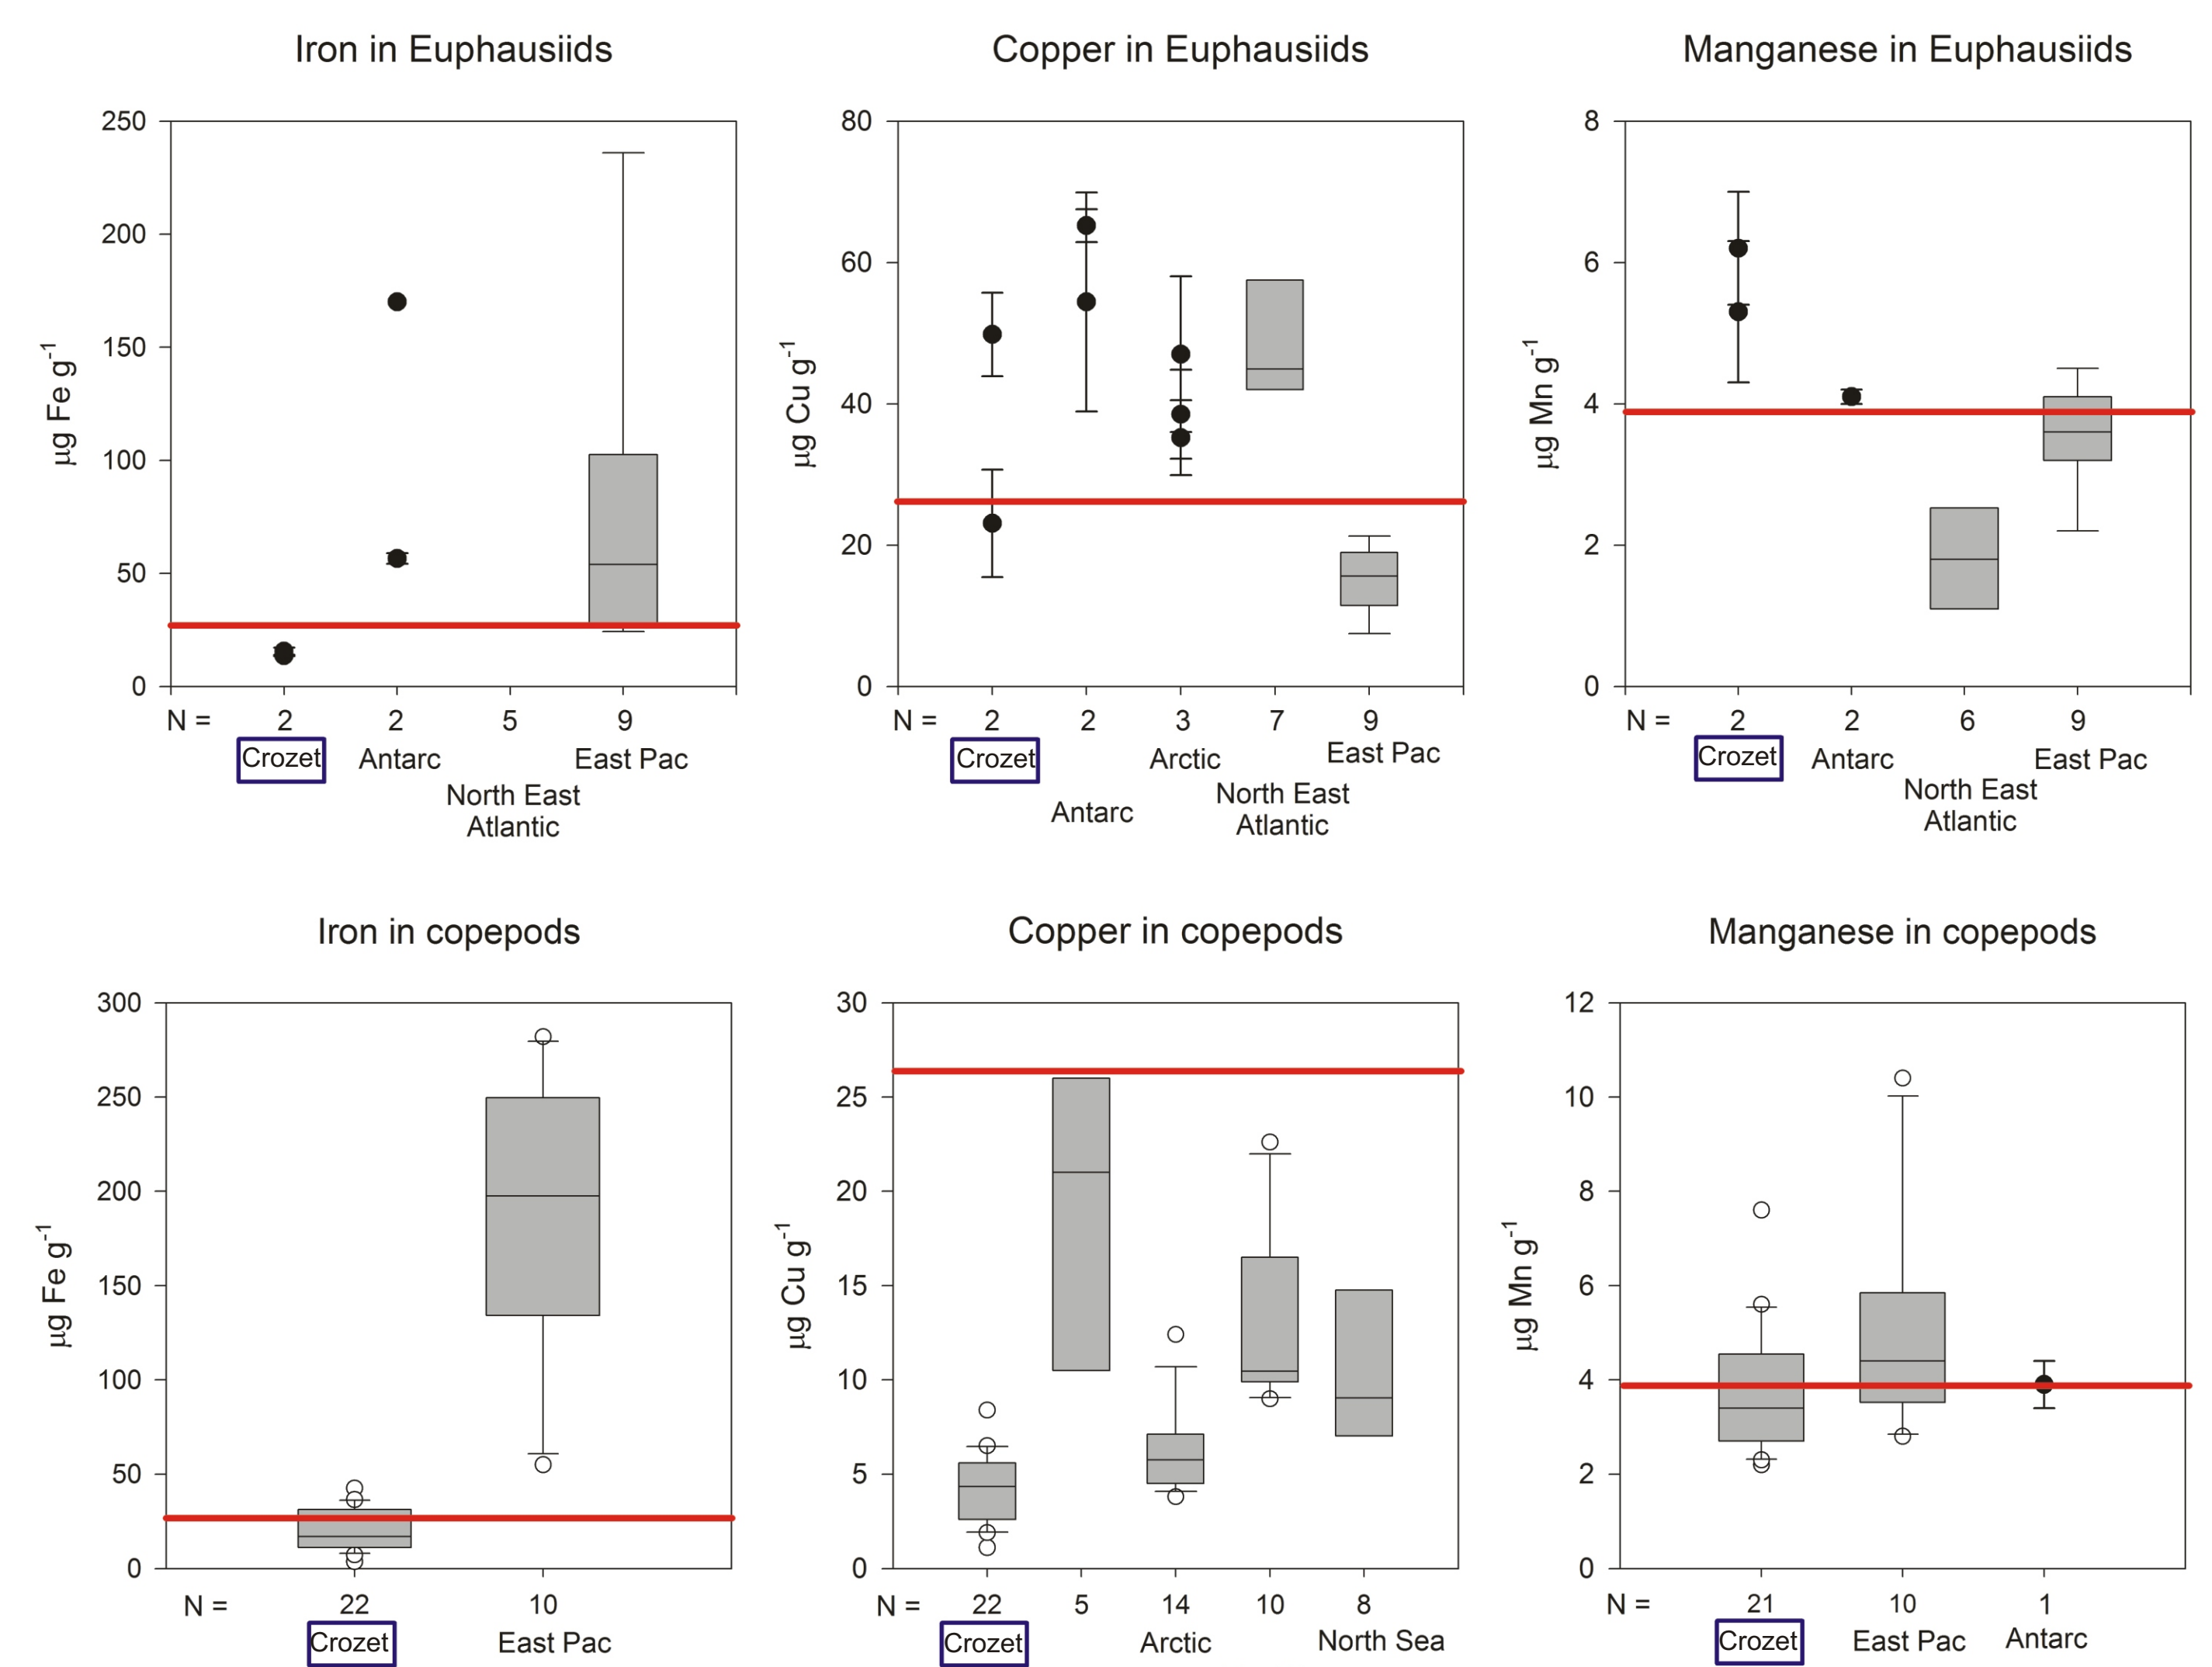 Iron in Euphausiids
250
200
150
100
50
0
µg Fe g⁻¹
N = 2 2 5 9
Crozet Antarc East Pac
North East
Atlantic
Copper in Euphausiids
80
60
40
20
0
µg Cu g⁻¹
N = 2 2 3 7 9
Crozet Arctic East Pac
North East
Antarc Atlantic
Manganese in Euphausiids
8
6
4
2
0
µg Mn g⁻¹
N = 2 2 6 9
Crozet Antarc East Pac
North East
Atlantic
Iron in copepods
300
250
200
150
100
50
0
µg Fe g⁻¹
N = 22 10
Crozet East Pac
Copper in copepods
30
25
20
15
10
5
0
µg Cu g⁻¹
N = 22 5 14 10 8
Crozet Arctic North Sea
Manganese in copepods
12
10
8
6
4
2
0
µg Mn g⁻¹
N = 21 10 1
Crozet East Pac Antarc